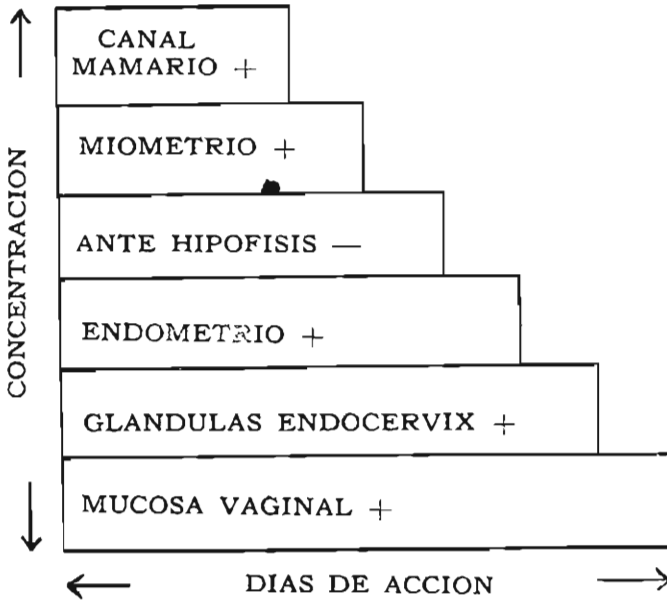 CANAL
MAMARIO +
MIOMETRIO +
ANTE HIPOFISIS —
ENDOMETRIO +
GLANDULAS ENDOCERVIX +
MUCOSA VAGINAL +
CONCENTRACION
DIAS DE ACCION